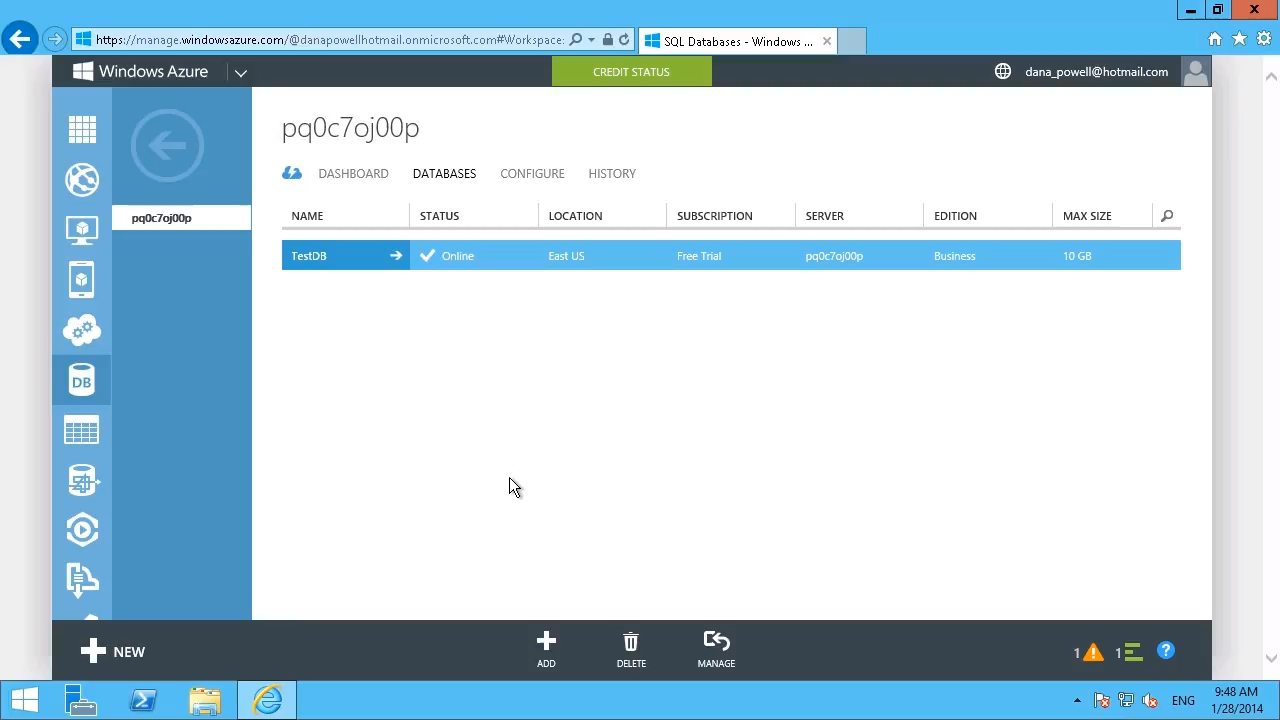 https://manage.windowsazure.com/@danapowellhotmail.onmicrosoft.com#Workspace:
SQL Databases - Windows ...
Windows Azure
CREDIT STATUS
dana_powell@hotmail.com
pq0c7oj00p
pq0c7oj00p
DASHBOARD DATABASES CONFIGURE HISTORY
NAME STATUS LOCATION SUBSCRIPTION SERVER EDITION MAX SIZE
TestDB Online East US Free Trial pq0c7oj00p Business 10 GB
DB
NEW
ADD DELETE MANAGE
1 1 ?
ENG
9:48 AM
1/28/2014